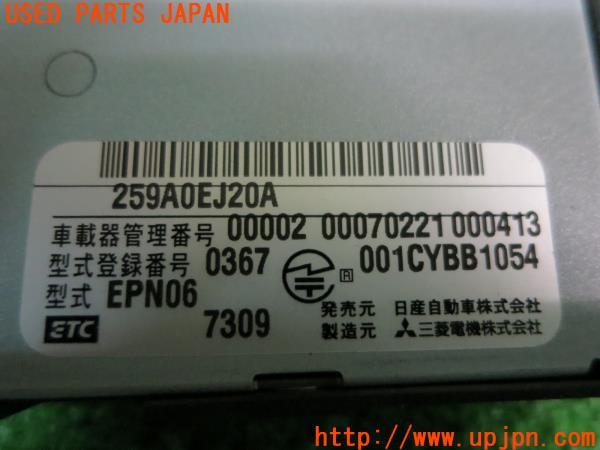 USED PARTS JAPAN
259A0EJ20A
車載器管理番号 00002 00070221 000413
型式登録番号 0367 R 001CYBB1054
型式 EPN06 発売元 日産自動車株式会社
ETC 7309 製造元 三菱電機株式会社
http://www.upjpn.com